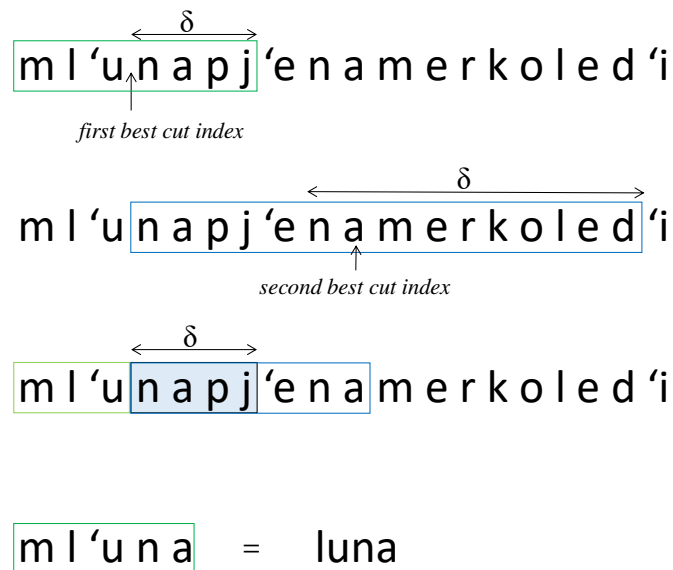 δ
m l ‘u n a p j ‘e n a m e r k o l e d ‘i
first best cut index
δ
m l ‘u n a p j ‘e n a m e r k o l e d ‘i
second best cut index
δ
m l ‘u n a p j ‘e n a m e r k o l e d ‘i
m l ‘u n a = luna